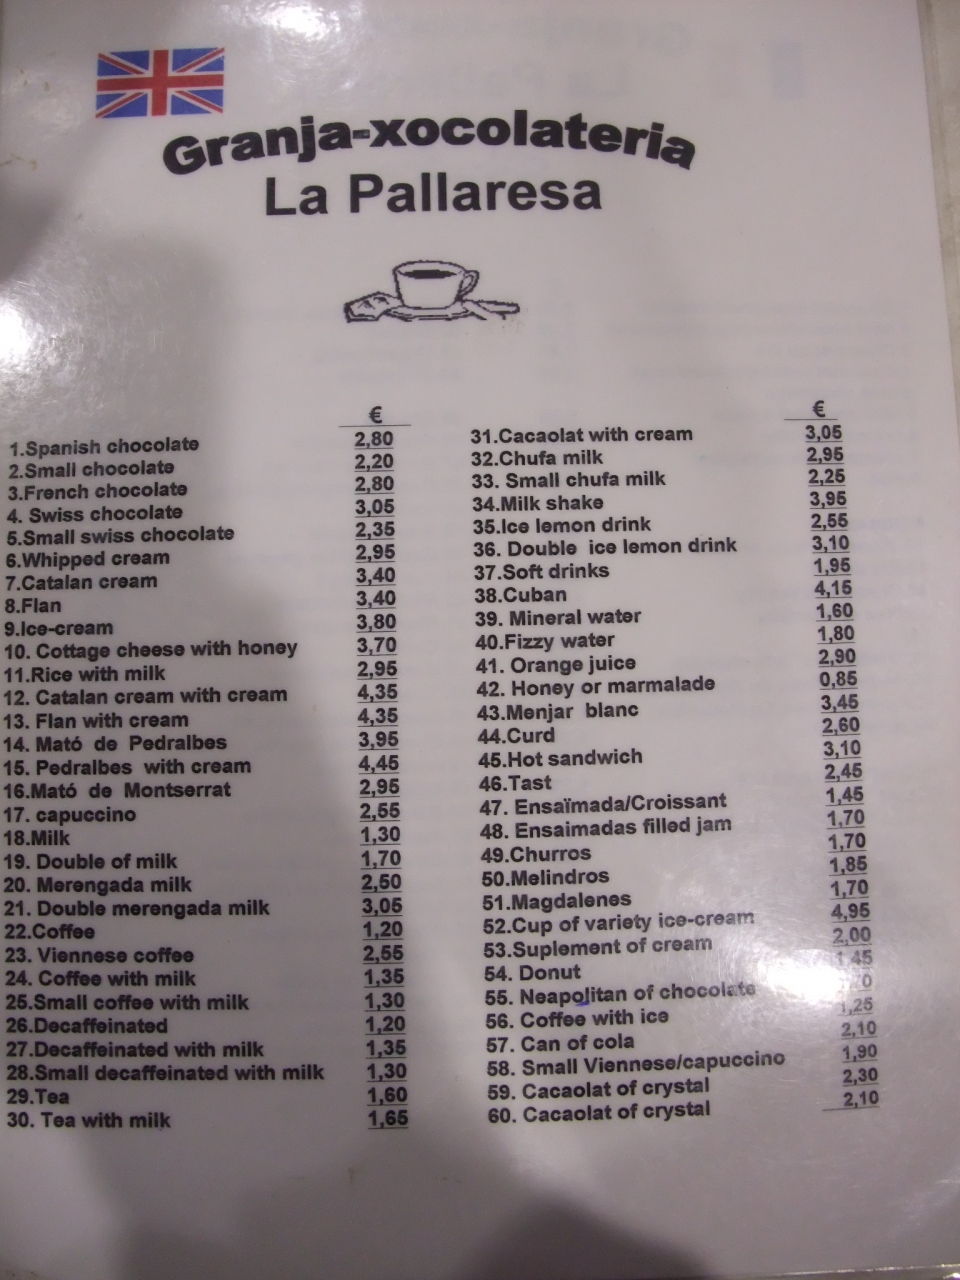 Granja-xocolateria
La Pallaresa
€
1.Spanish chocolate 2,80
2.Small chocolate 2,20
3.French chocolate 2,80
4. Swiss chocolate 3,05
5.Small swiss chocolate 2,35
6.Whipped cream 2,95
7.Catalan cream 3,40
8.Flan 3,40
9.Ice-cream 3,80
10. Cottage cheese with honey 3,70
11.Rice with milk 2,95
12. Catalan cream with cream 4,35
13. Flan with cream 4,35
14. Mató de Pedralbes 3,95
15. Pedralbes with cream 4,45
16.Mató de Montserrat 2,95
17. capuccino 2,55
18.Milk 1,30
19. Double of milk 1,70
20. Merengada milk 2,50
21. Double merengada milk 3,05
22.Coffee 1,20
23. Viennese coffee 2,55
24. Coffee with milk 1,35
25.Small coffee with milk 1,30
26.Decaffeinated 1,20
27.Decaffeinated with milk 1,35
28.Small decaffeinated with milk 1,30
29.Tea 1,60
30. Tea with milk 1,65
€
31.Cacaolat with cream 3,05
32.Chufa milk 2,95
33. Small chufa milk 2,25
34.Milk shake 3,95
35.Ice lemon drink 2,55
36. Double ice lemon drink 3,10
37.Soft drinks 1,95
38.Cuban 4,15
39. Mineral water 1,60
40.Fizzy water 1,80
41. Orange juice 2,90
42. Honey or marmalade 0,85
43.Menjar blanc 3,45
44.Curd 2,60
45.Hot sandwich 3,10
46.Tast 2,45
47. Ensaïmada/Croissant 1,45
48. Ensaimadas filled jam 1,70
49.Churros 1,70
50.Melindros 1,85
51.Magdalenes 1,70
52.Cup of variety ice-cream 4,95
53.Suplement of cream 2,00
54. Donut 1,45
55. Neapolitan of chocolate
56. Coffee with ice 1,25
57. Can of cola 2,10
58. Small Viennese/capuccino 1,90
59. Cacaolat of crystal 2,30
60. Cacaolat of crystal 2,10